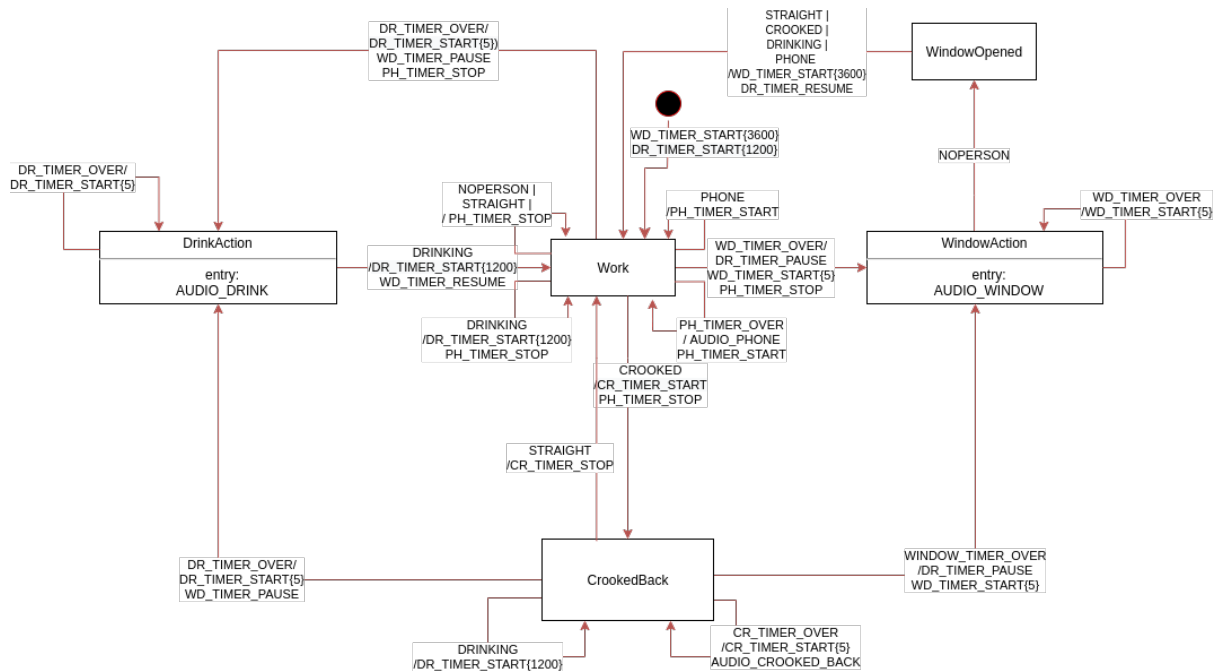 DR_TIMER_OVER/
DR_TIMER_START{5})
WD_TIMER_PAUSE
PH_TIMER_STOP
STRAIGHT |
CROOKED |
DRINKING |
PHONE
/WD_TIMER_START{3600}
DR_TIMER_RESUME
WindowOpened
WD_TIMER_START{3600}
DR_TIMER_START{1200}
NOPERSON
DR_TIMER_OVER/
DR_TIMER_START{5}
NOPERSON |
STRAIGHT |
/ PH_TIMER_STOP
PHONE
/PH_TIMER_START
WD_TIMER_OVER
/WD_TIMER_START{5}
DrinkAction
entry:
AUDIO_DRINK
DRINKING
/DR_TIMER_START{1200}
WD_TIMER_RESUME
Work
WD_TIMER_OVER/
DR_TIMER_PAUSE
WD_TIMER_START{5}
PH_TIMER_STOP
WindowAction
entry:
AUDIO_WINDOW
DRINKING
/DR_TIMER_START{1200}
PH_TIMER_STOP
PH_TIMER_OVER
/ AUDIO_PHONE
PH_TIMER_START
CROOKED
/CR_TIMER_START
PH_TIMER_STOP
STRAIGHT
/CR_TIMER_STOP
DR_TIMER_OVER/
DR_TIMER_START{5}
WD_TIMER_PAUSE
CrookedBack
WINDOW_TIMER_OVER
/DR_TIMER_PAUSE
WD_TIMER_START{5}
DRINKING
/DR_TIMER_START{1200}
CR_TIMER_OVER
/CR_TIMER_START{5}
AUDIO_CROOKED_BACK